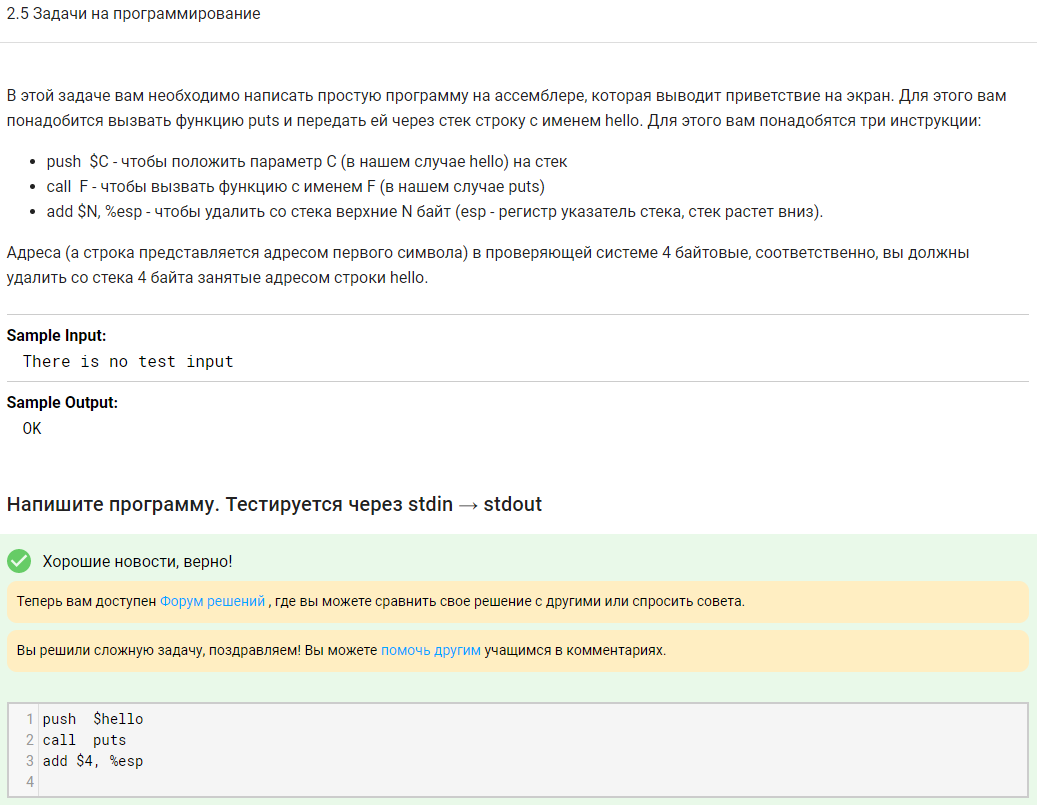 2.5 Задачи на программирование
В этой задаче вам необходимо написать простую программу на ассемблере, которая выводит приветствие на экран. Для этого вам
понадобится вызвать функцию puts и передать ей через стек строку с именем hello. Для этого вам понадобятся три инструкции:
• push $C - чтобы положить параметр C (в нашем случае hello) на стек
• call F - чтобы вызвать функцию с именем F (в нашем случае puts)
• add $N, %esp - чтобы удалить со стека верхние N байт (esp - регистр указатель стека, стек растет вниз).
Адреса (а строка представляется адресом первого символа) в проверяющей системе 4 байтовые, соответственно, вы должны
удалить со стека 4 байта занятые адресом строки hello.
Sample Input:
There is no test input
Sample Output:
OK
Напишите программу. Тестируется через stdin → stdout
Хорошие новости, верно!
Теперь вам доступен Форум решений , где вы можете сравнить свое решение с другими или спросить совета.
Вы решили сложную задачу, поздравляем! Вы можете помочь другим учащимся в комментариях.
1 push  $hello
2 call  puts
3 add $4, %esp
4